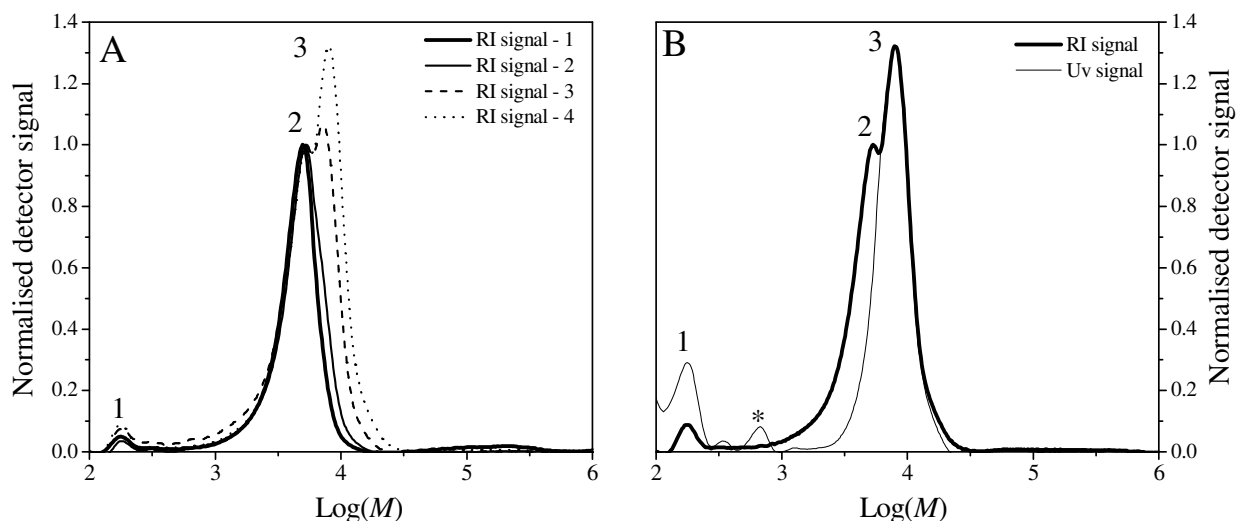 A
RI signal - 1
RI signal - 2
RI signal - 3
RI signal - 4
3
2
1
Normalised detector signal
1.4
1.2
1.0
0.8
0.6
0.4
0.2
0.0
2 3 4 5 6
Log(M)
B
RI signal
Uv signal
3
2
1
*
1.4
1.2
1.0
0.8
0.6
0.4
0.2
0.0
Normalised detector signal
2 3 4 5 6
Log(M)